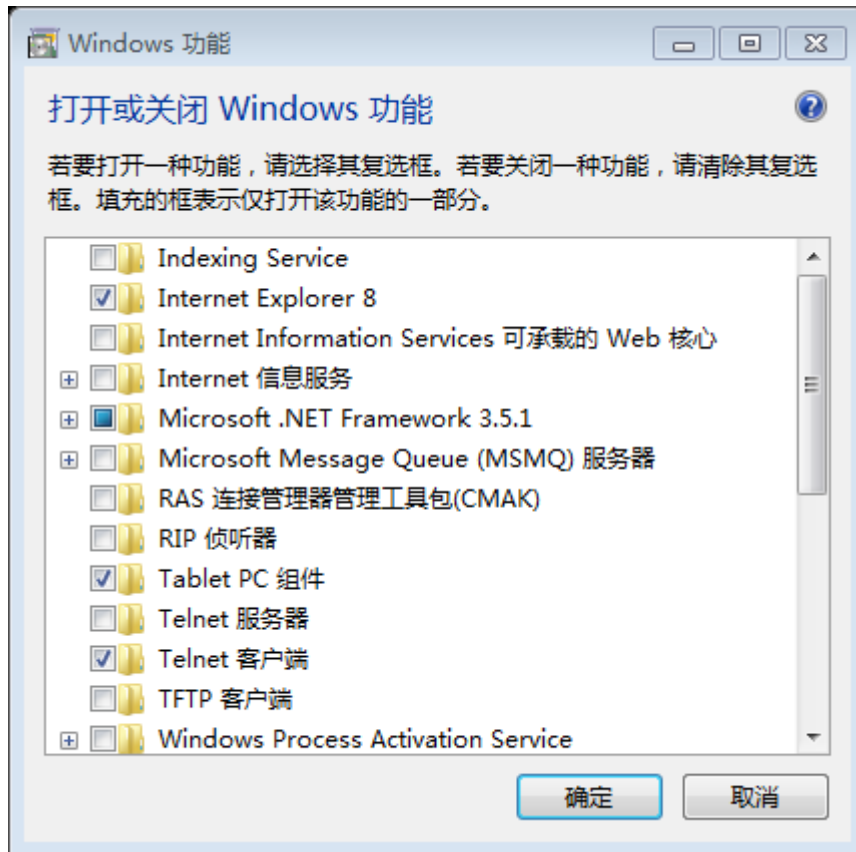 Windows 功能
打开或关闭 Windows 功能
若要打开一种功能，请选择其复选框。若要关闭一种功能，请清除其复选
框。填充的框表示仅打开该功能的一部分。
Indexing Service
Internet Explorer 8
Internet Information Services 可承载的 Web 核心
Internet 信息服务
Microsoft .NET Framework 3.5.1
Microsoft Message Queue (MSMQ) 服务器
RAS 连接管理器管理工具包(CMAK)
RIP 侦听器
Tablet PC 组件
Telnet 服务器
Telnet 客户端
TFTP 客户端
Windows Process Activation Service
确定 取消